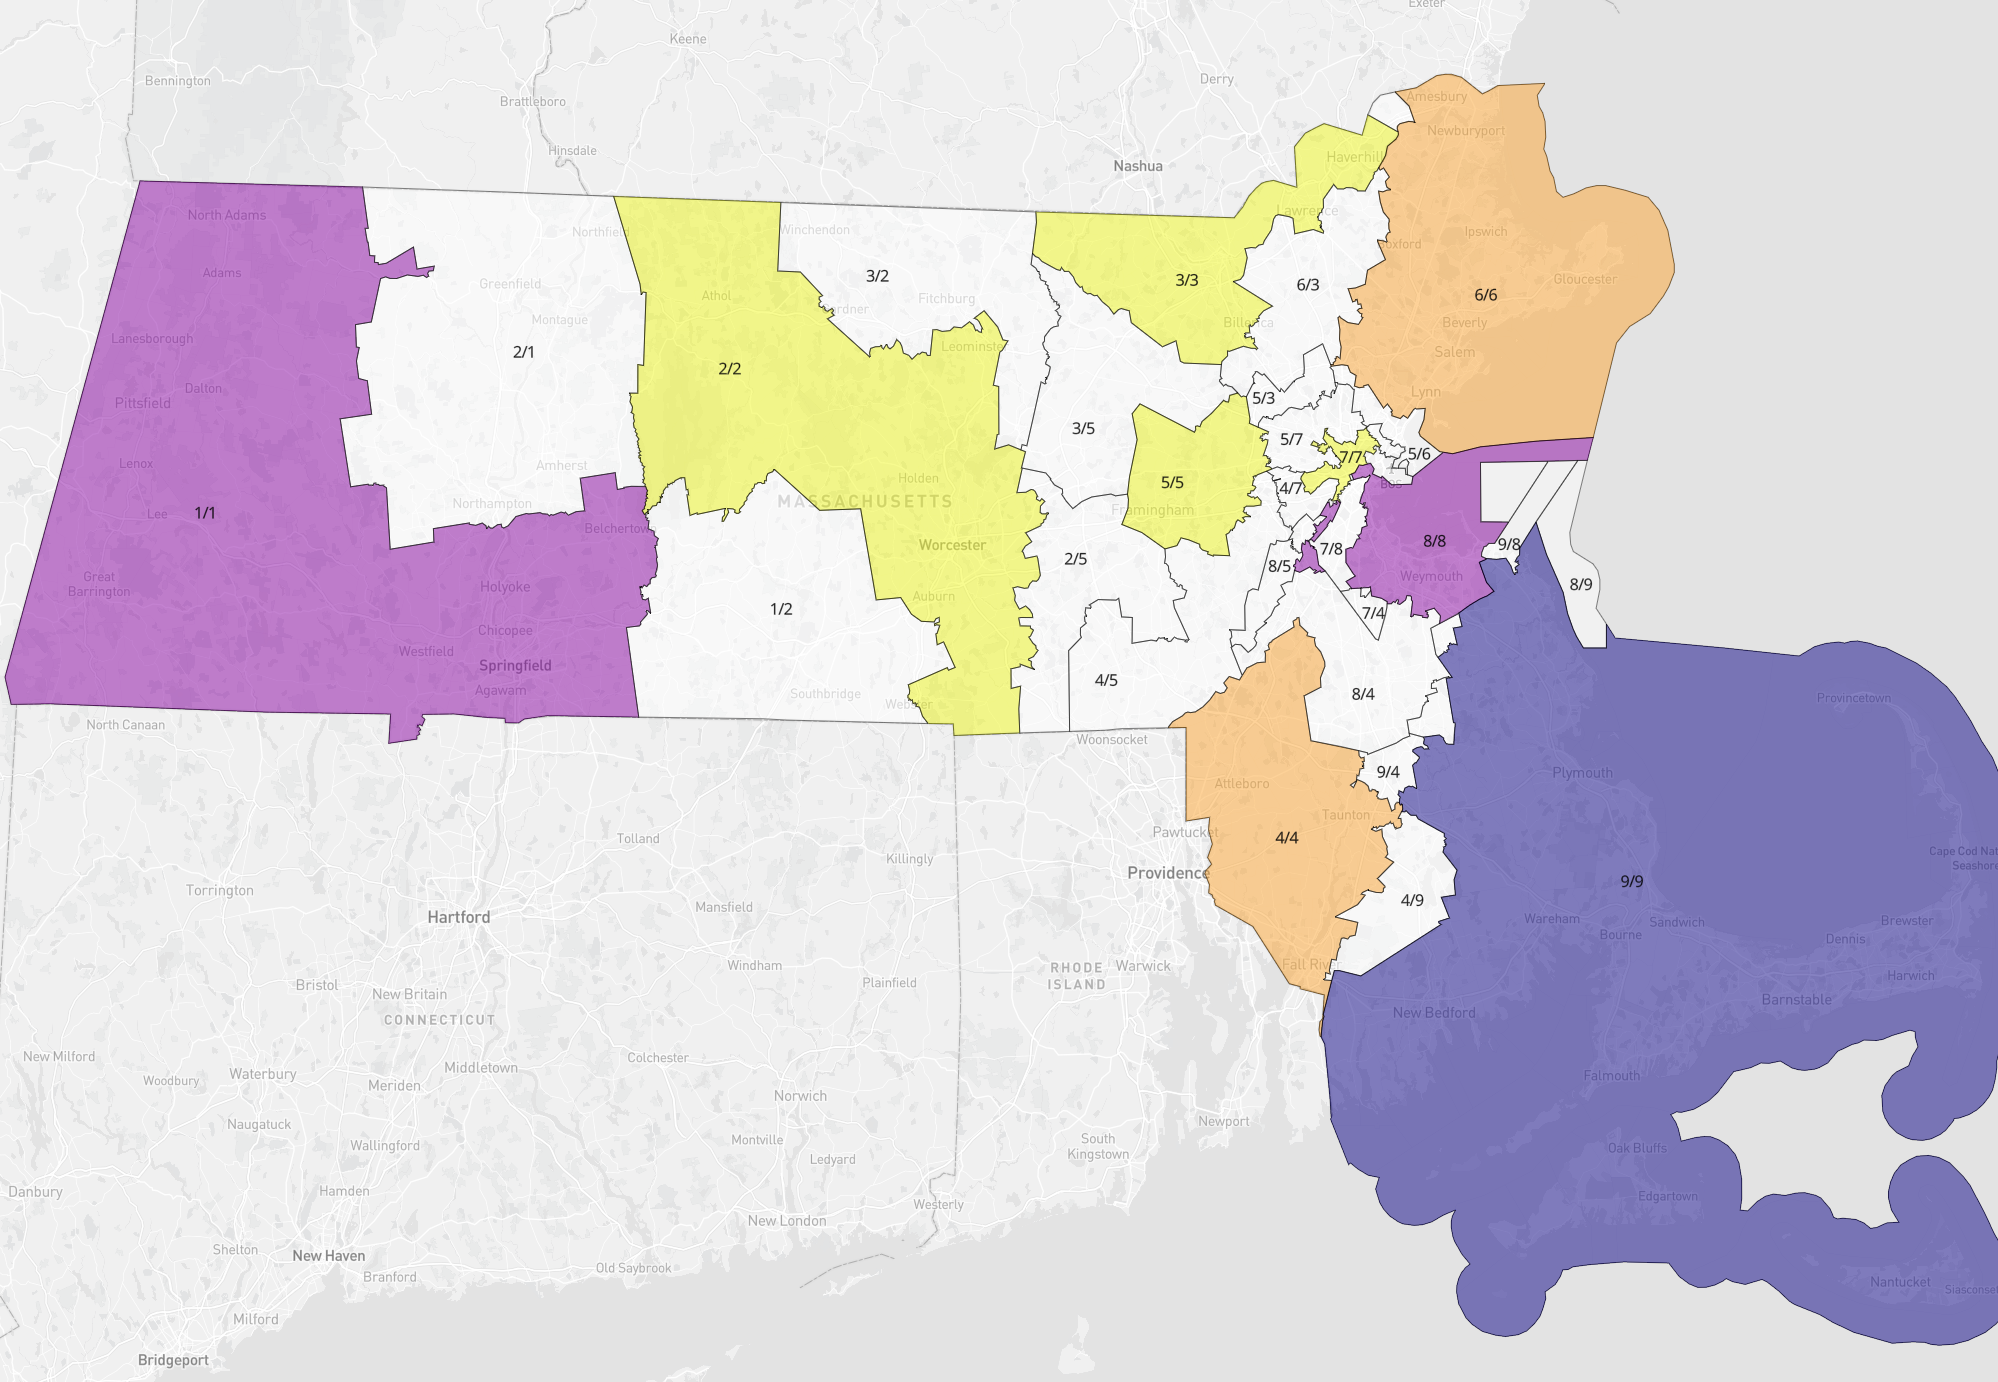 Exeter
Keene
Bennington
Derry
Brattleboro
Amesbury
Newburyport
Hinsdale
Nashua
Haverhill
North Adams
Lawrence
Northfield
Winchendon
Ipswich
Adams
3/2
3/3
6/3
Gloucester
Greenfield
Athol
Fitchburg
6/6
Montague
Billerica
Beverly
Lanesborough
2/1
Leominster
Salem
2/2
Dalton
Pittsfield
Lynn
5/3
3/5
5/7
5/6
7/7
Lenox
Amherst
Holden
5/5
4/7
Northampton
MASSACHUSETTS
Framingham
1/1
Lee
Belchertown
Worcester
8/8
9/8
7/8
2/5
8/5
Weymouth
8/9
Great
Barrington
Holyoke
Auburn
1/2
7/4
Chicopee
Westfield
Springfield
4/5
8/4
Agawam
Southbridge
Webster
Provincetown
North Canaan
Woonsocket
9/4
Plymouth
Attleboro
Taunton
Tolland
Pawtucket
4/4
Killingly
Cape Cod Nat
Seashore
Providence
9/9
Torrington
4/9
Mansfield
Hartford
Wareham
Sandwich
Brewster
Bourne
Dennis
Windham
RHODE
ISLAND
Warwick
Fall River
Harwich
Bristol
Plainfield
New Britain
Barnstable
CONNECTICUT
New Bedford
New Milford
Colchester
Middletown
Waterbury
Woodbury
Meriden
Falmouth
Norwich
Naugatuck
Newport
Wallingford
Montville
South
Kingstown
Oak Bluffs
Ledyard
Danbury
Hamden
Edgartown
Westerly
New London
Shelton
New Haven
Old Saybrook
Branford
Nantucket
Milford
Bridgeport